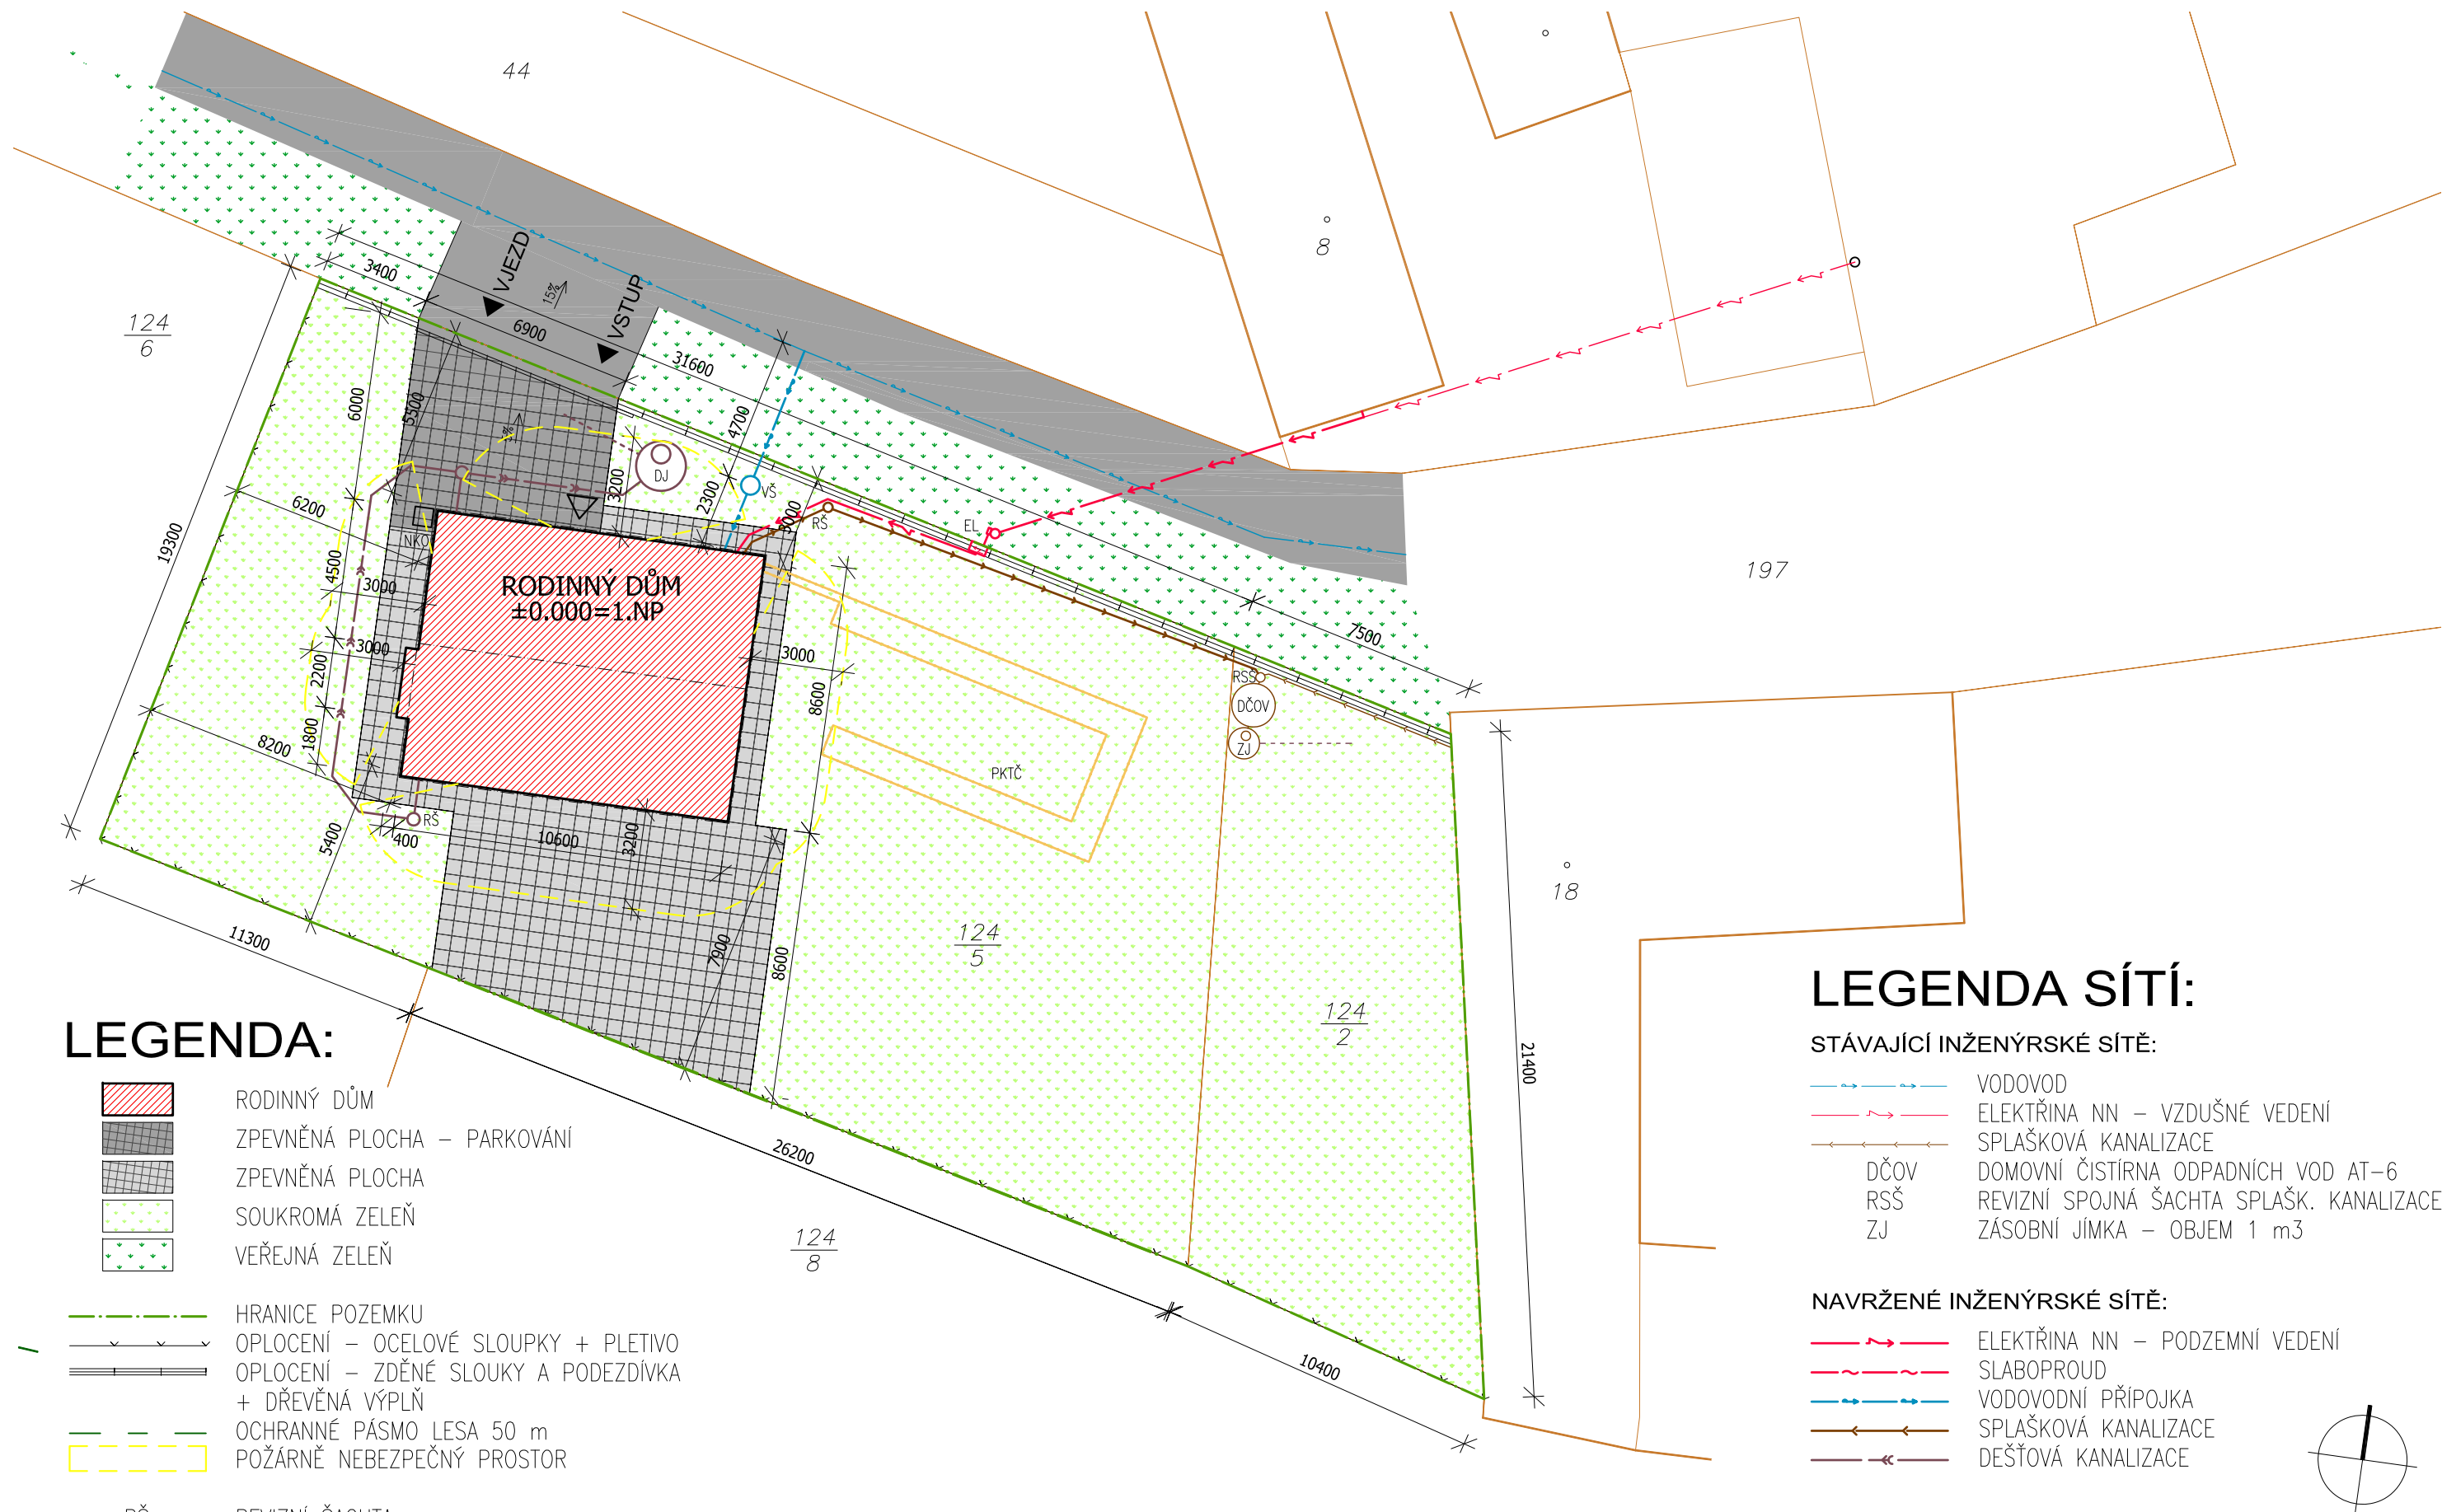 44
8
VJEZD
VSTUP
15%
3400
6900
31600
124
6
6000
5500
4700
3200
2300
3000
DJ
VŠ
RŠ
EL
6200
19300
NKO
4500
3000
RODINNÝ DŮM
±0.000=1.NP
3000
2200
1800
8200
3000
8600
7500
197
RSŠ
DČOV
ZJ
PKTČ
RŠ
400
10600
3200
5400
7900
8600
11300
26200
10400
21400
18
124
5
124
2
124
8
LEGENDA:
RODINNÝ DŮM
ZPEVNĚNÁ PLOCHA – PARKOVÁNÍ
ZPEVNĚNÁ PLOCHA
SOUKROMÁ ZELEŇ
VEŘEJNÁ ZELEŇ
HRANICE POZEMKU
OPLOCENÍ – OCELOVÉ SLOUPKY + PLETIVO
OPLOCENÍ – ZDĚNÉ SLOUKY A PODEZDÍVKA
+ DŘEVĚNÁ VÝPLŇ
OCHRANNÉ PÁSMO LESA 50 m
POŽÁRNĚ NEBEZPEČNÝ PROSTOR
RŠ REVIZNÍ ŠACHTA
LEGENDA SÍTÍ:
STÁVAJÍCÍ INŽENÝRSKÉ SÍTĚ:
VODOVOD
ELEKTŘINA NN – VZDUŠNÉ VEDENÍ
SPLAŠKOVÁ KANALIZACE
DČOV DOMOVNÍ ČISTÍRNA ODPADNÍCH VOD AT–6
RSŠ REVIZNÍ SPOJNÁ ŠACHTA SPLAŠK. KANALIZACE
ZJ ZÁSOBNÍ JÍMKA – OBJEM 1 m3
NAVRŽENÉ INŽENÝRSKÉ SÍTĚ:
ELEKTŘINA NN – PODZEMNÍ VEDENÍ
SLABOPROUD
VODOVODNÍ PŘÍPOJKA
SPLAŠKOVÁ KANALIZACE
DEŠŤOVÁ KANALIZACE